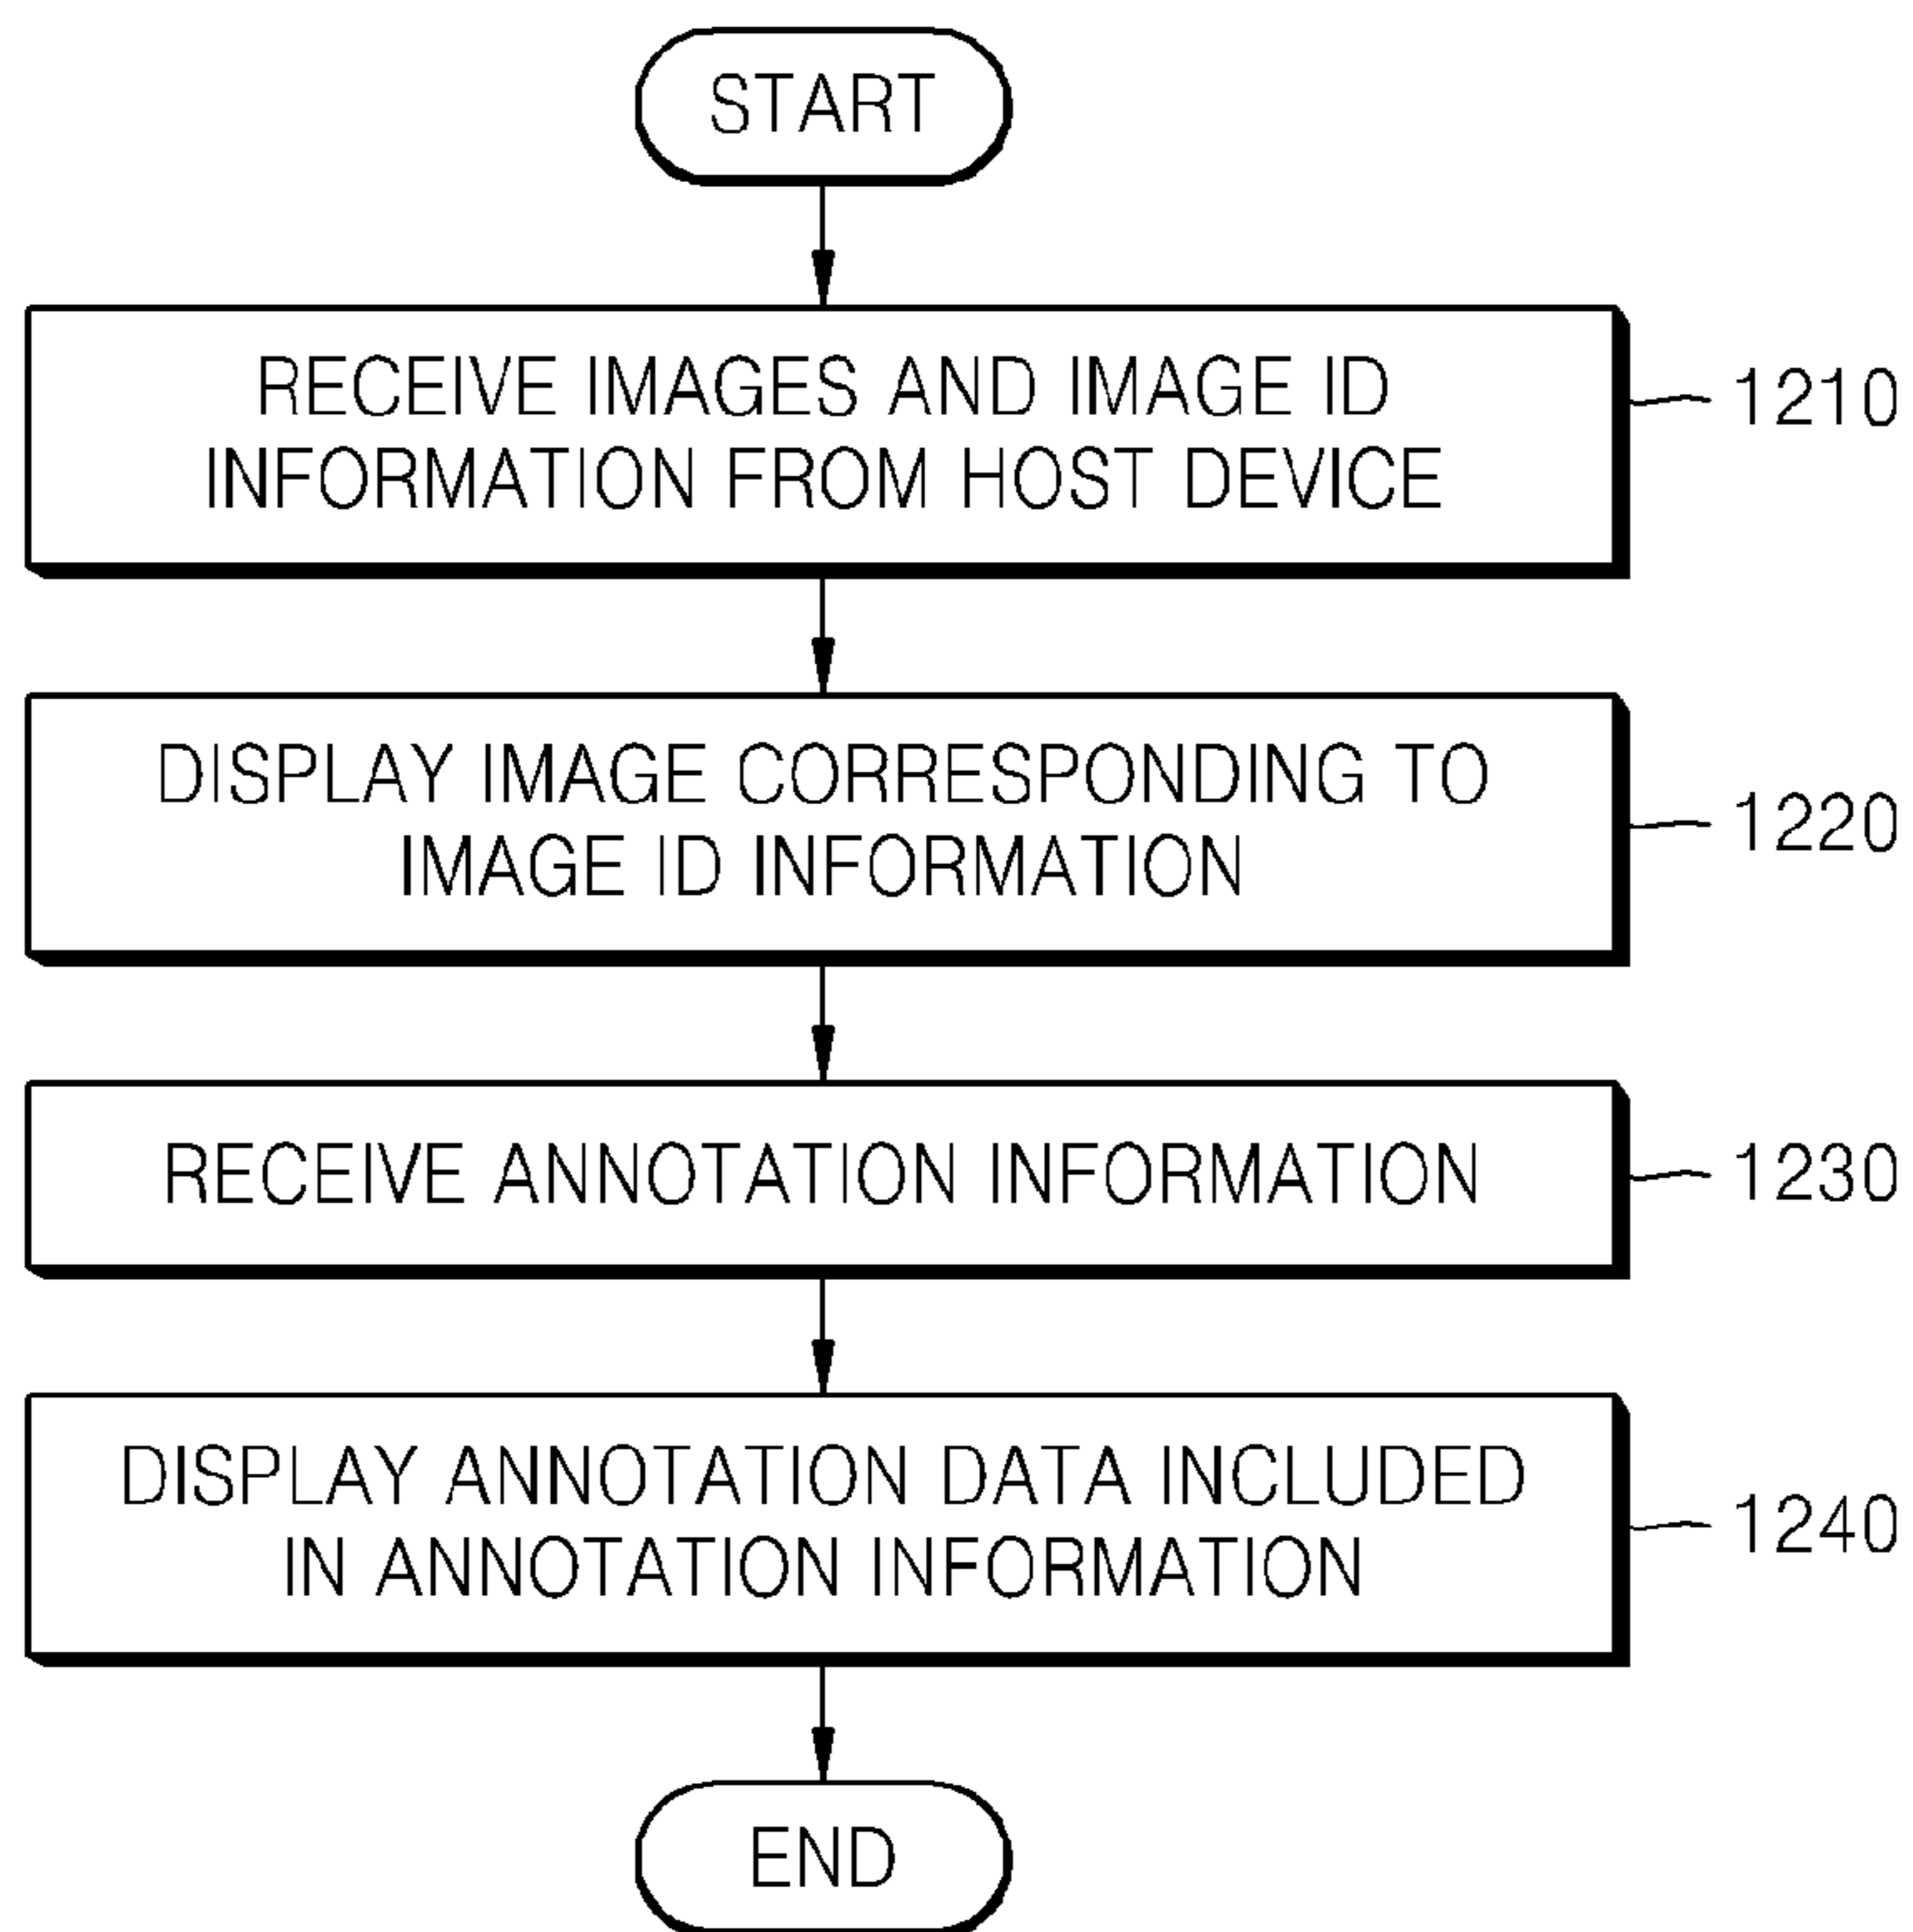 START
RECEIVE IMAGES AND IMAGE ID
INFORMATION FROM HOST DEVICE
1210
DISPLAY IMAGE CORRESPONDING TO
IMAGE ID INFORMATION
1220
RECEIVE ANNOTATION INFORMATION
1230
DISPLAY ANNOTATION DATA INCLUDED
IN ANNOTATION INFORMATION
1240
END